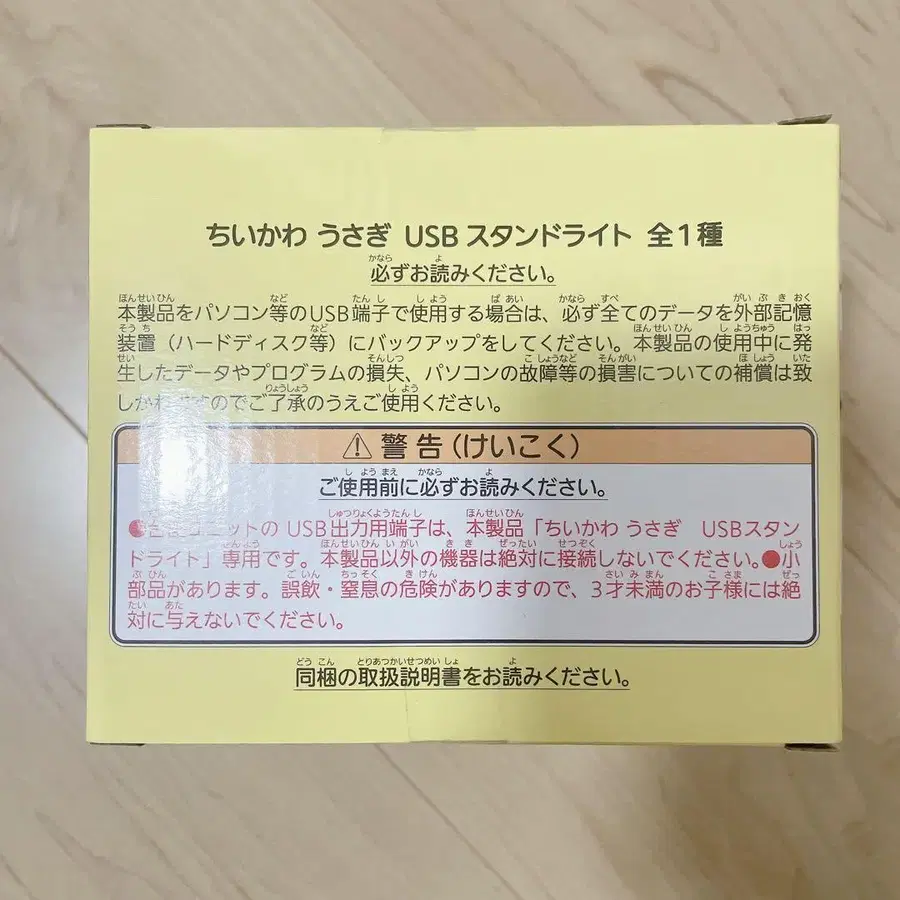 ちいかわ うさぎ USBスタンドライト 全1種
必ずお読みください。
本製品をパソコン等のUSB端子で使用する場合は、必ず全てのデータを外部記憶
装置（ハードディスク等）にバックアップをしてください。本製品の使用中に発
生したデータやプログラムの損失、パソコンの故障等の損害についての補償は致
しかねますのでご了承のうえご使用ください。
⚠ 警告（けいこく）
ご使用前に必ずお読みください。
ユニットの USB出力用端子は、本製品「ちいかわ うさぎ USBスタン
ドライト」専用です。本製品以外の機器は絶対に接続しないでください。●小
部品があります。誤飲・窒息の危険がありますので、3才未満のお子様には絶
対に与えないでください。
同梱の取扱説明書をお読みください。